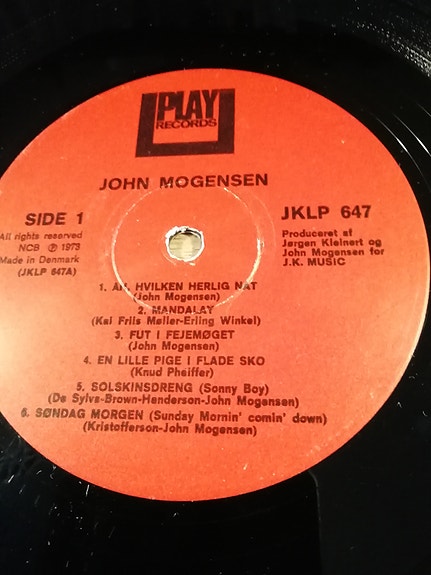 PLAY
RECORDS
JOHN MOGENSEN
SIDE 1
All rights reserved
NCB Ⓟ 1973
Made in Denmark
(JKLP 647A)
JKLP 647
Produceret af
Jørgen Kleinert og
John Mogensen for
J.K. MUSIC
1. AH, HVILKEN HERLIG NAT
(John Mogensen)
2. MANDALAY
(Kai Friis Møller-Erling Winkel)
3. FUT I FEJEMØGET
(John Mogensen)
4. EN LILLE PIGE I FLADE SKO
(Knud Pheiffer)
5. SOLSKINSDRENG (Sonny Boy)
(De Sylva-Brown-Henderson-John Mogensen)
6. SØNDAG MORGEN (Sunday Mornin' comin' down)
(Kristofferson-John Mogensen)